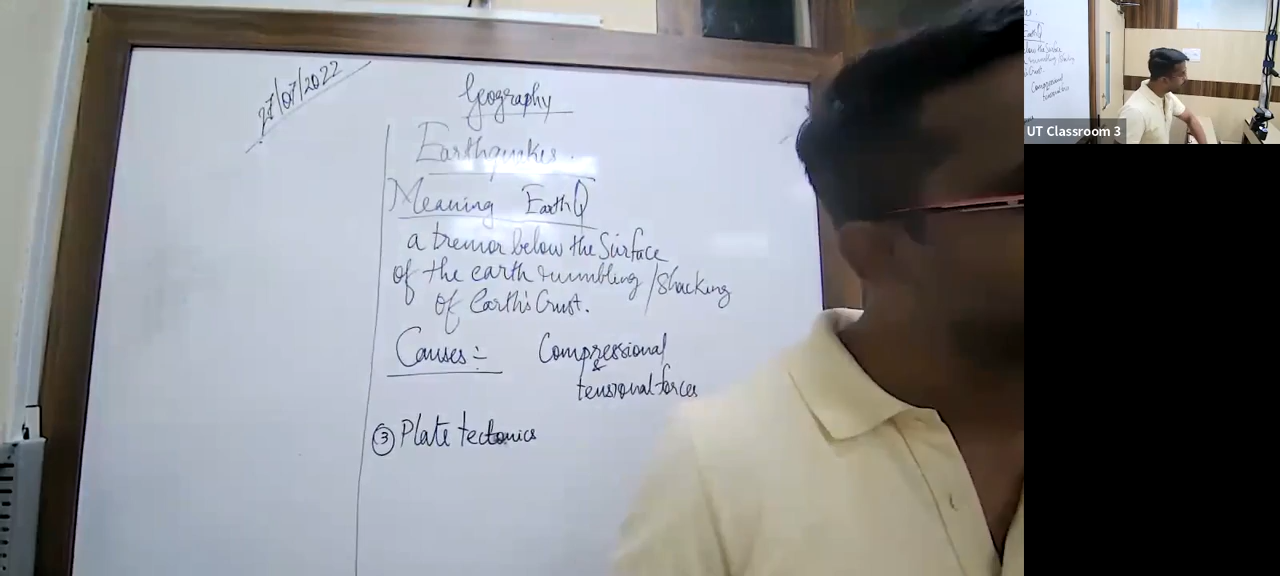 27/07/2022
Geography
Earthquakes.
Meaning EarthQ
a tremor below the Surface
of the earth rumbling/Shacking
of Earth's Crust.
Causes :- Compressional
&
tensional forces
③ Plate tectonics
UT Classroom 3